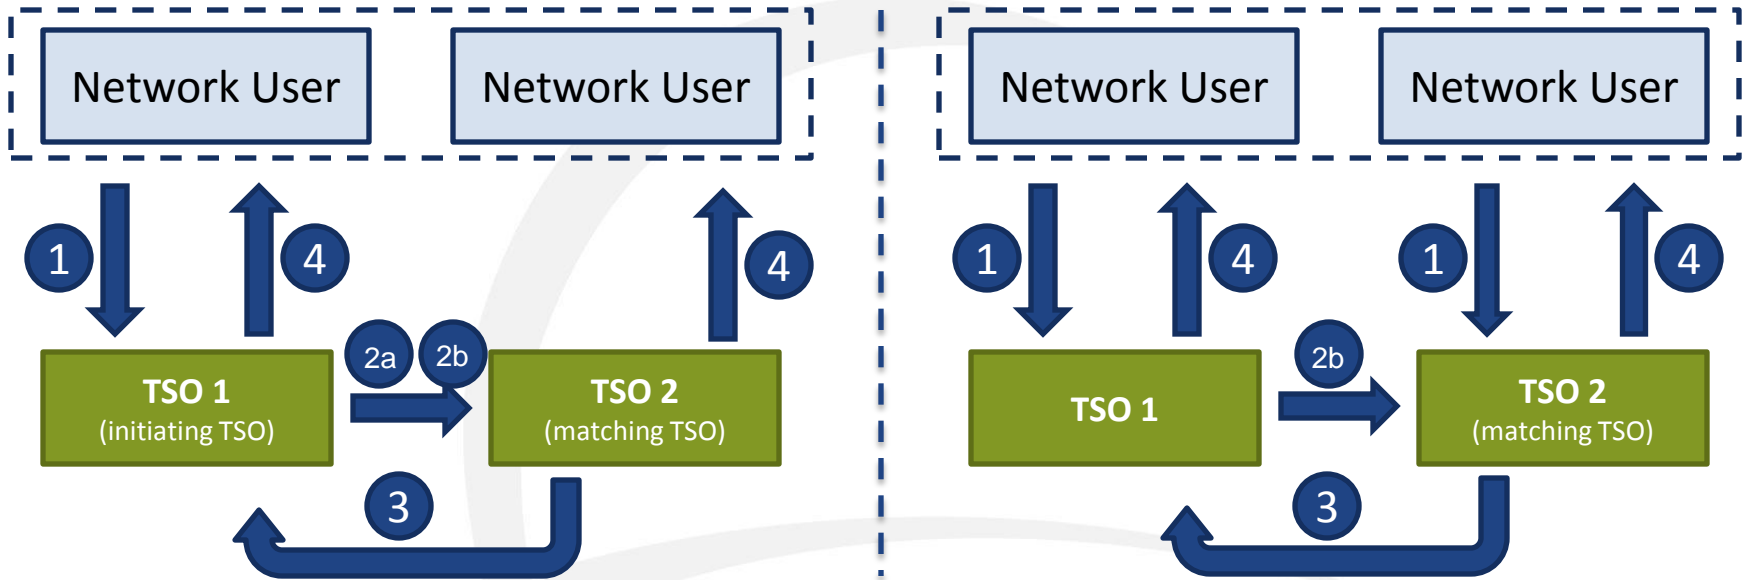 Network User
Network User
1
4
4
TSO 1
(initiating TSO)
2a
2b
TSO 2
(matching TSO)
3
Network User
Network User
1
4
1
4
TSO 1
2b
TSO 2
(matching TSO)
3